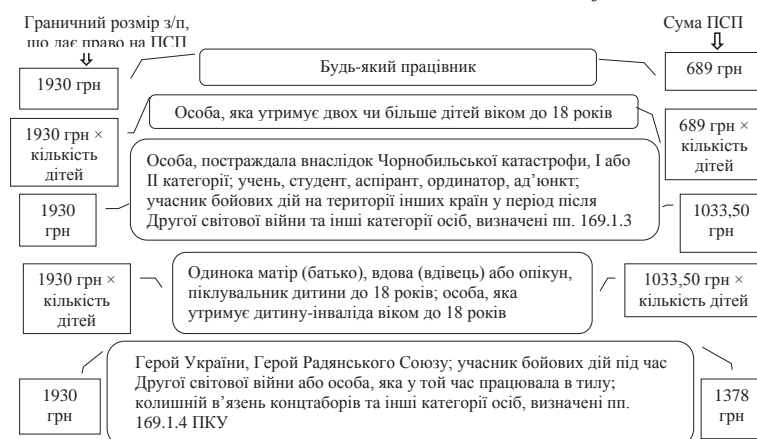 Граничний розмір з/п,
що дає право на ПСП
Сума ПСП
1930 грн
Будь-який працівник
689 грн
1930 грн ×
кількість
дітей
Особа, яка утримує двох чи більше дітей віком до 18 років
689 грн ×
кількість
дітей
1930
грн
Особа, постраждала внаслідок Чорнобильської катастрофи, І або
ІІ категорії; учень, студент, аспірант, ординатор, ад’юнкт;
учасник бойових дій на території інших країн у період після
Другої світової війни та інші категорії осіб, визначені пп. 169.1.3
1033,50
грн
1930 грн ×
кількість
дітей
Одинока матір (батько), вдова (вдівець) або опікун,
піклувальник дитини до 18 років; особа, яка
утримує дитину-інваліда віком до 18 років
1033,50 грн ×
кількість дітей
1930
грн
Герой України, Герой Радянського Союзу; учасник бойових дій під час
Другої світової війни або особа, яка у той час працювала в тилу;
колишній в’язень концтаборів та інші категорії осіб, визначені пп.
169.1.4 ПКУ
1378
грн